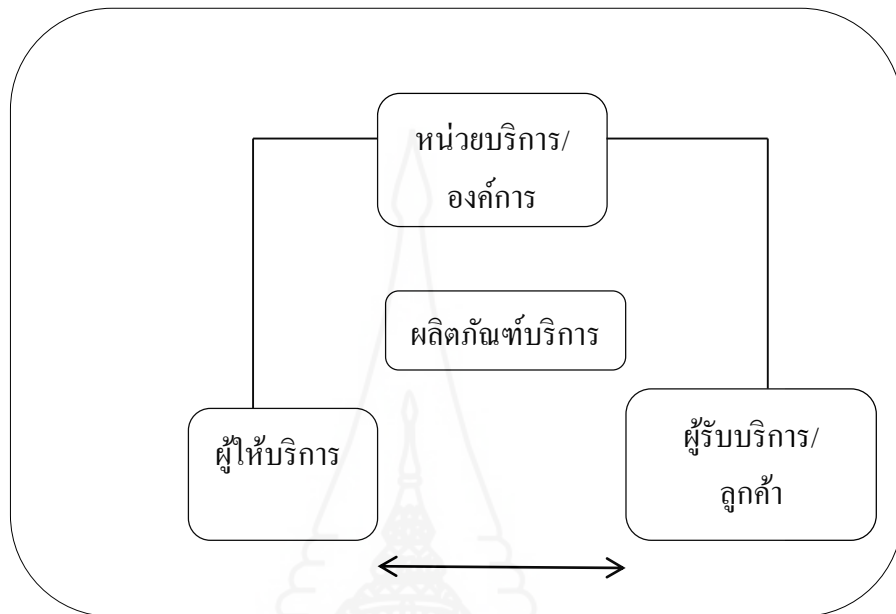 หน่วยบริการ/
องค์การ
ผลิตภัณฑ์บริการ
ผู้ให้บริการ
ผู้รับบริการ/
ลูกค้า